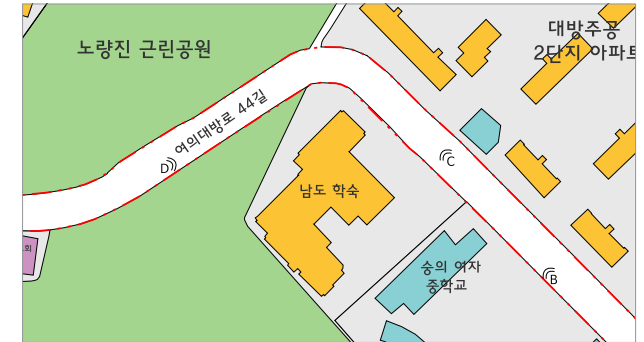 대방주공
2단지 아파트
노량진 근린공원
여의대방로 44길
D
C
남도 학숙
숭의 여자
중학교
B